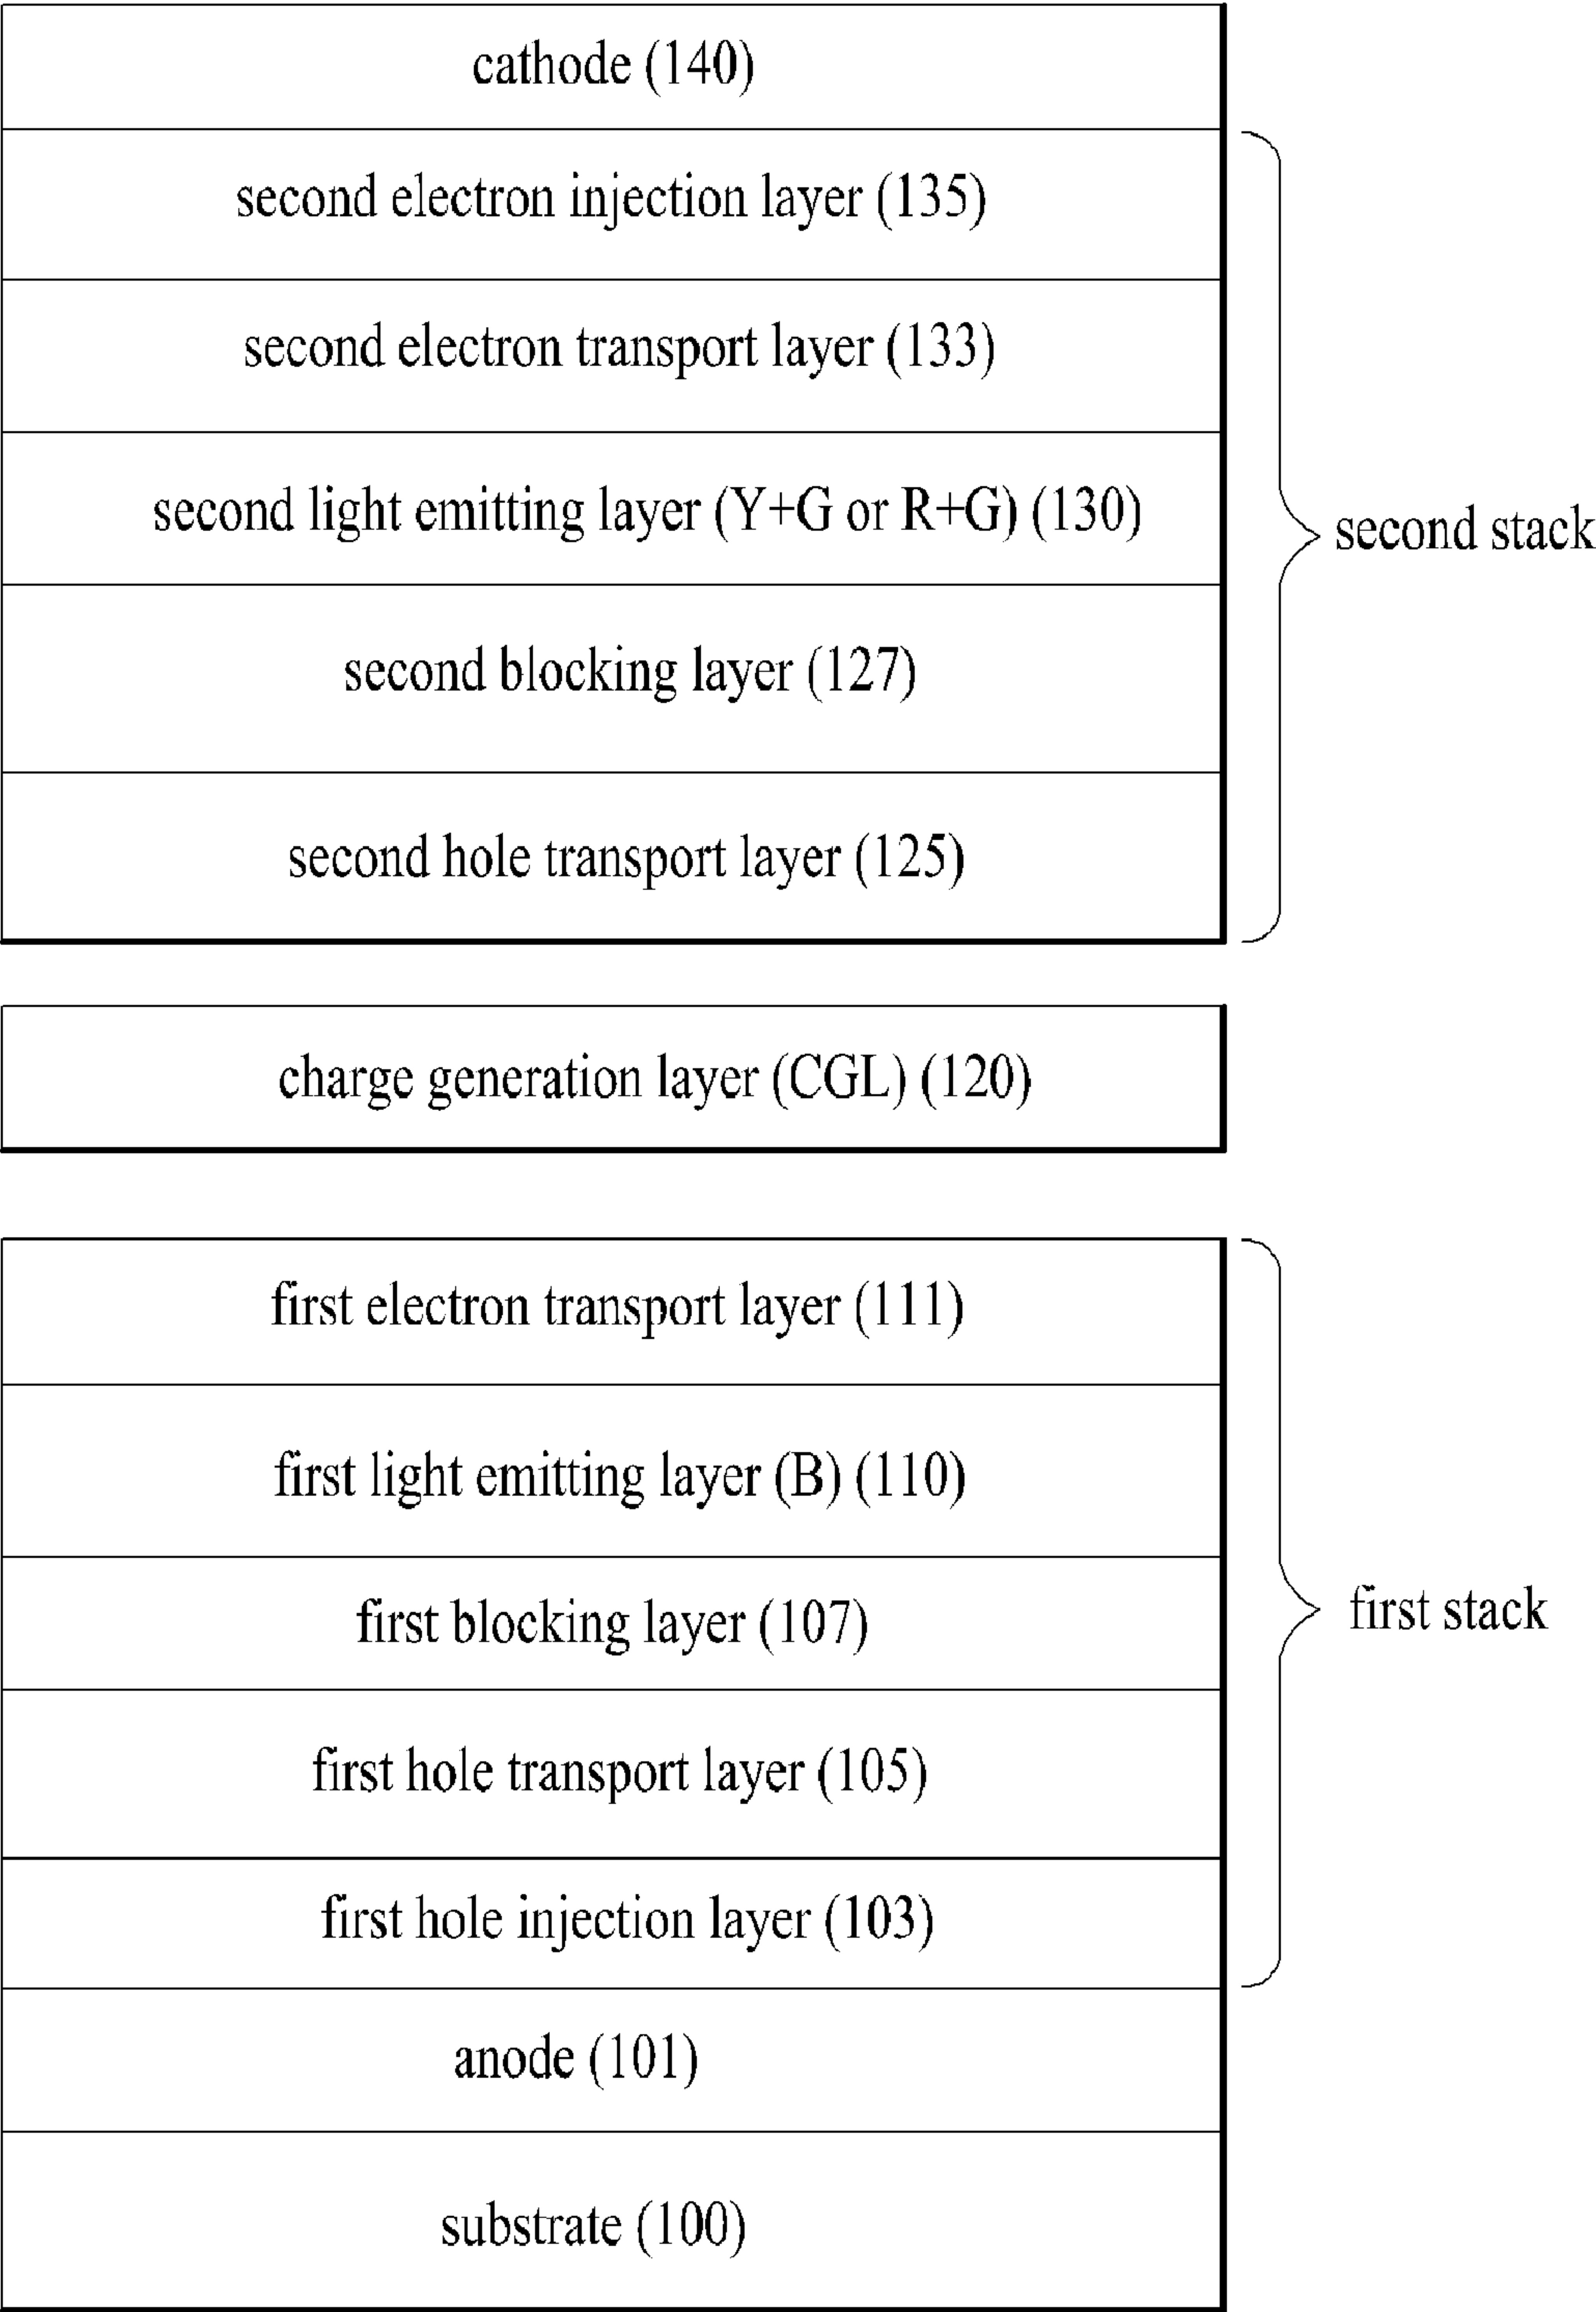 cathode (140)
second electron injection layer (135)
second electron transport layer (133)
second light emitting layer (Y+G or R+G) (130)
second stack
second blocking layer (127)
second hole transport layer (125)
charge generation layer (CGL) (120)
first electron transport layer (111)
first light emitting layer (B) (110)
first blocking layer (107)
first stack
first hole transport layer (105)
first hole injection layer (103)
anode (101)
substrate (100)